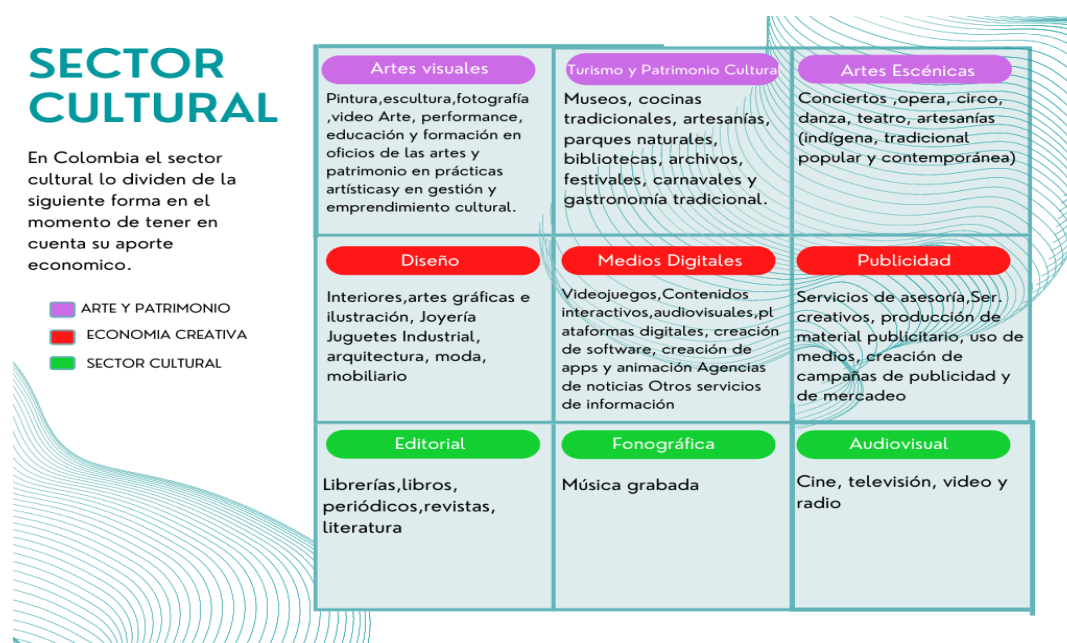 SECTOR
CULTURAL
En Colombia el sector
cultural lo dividen de la
siguiente forma en el
momento de tener en
cuenta su aporte
economico.
ARTE Y PATRIMONIO
ECONOMIA CREATIVA
SECTOR CULTURAL
Artes visuales
Pintura,escultura,fotografía
,video Arte, performance,
educación y formación en
oficios de las artes y
patrimonio en prácticas
artísticasy en gestión y
emprendimiento cultural.
Turismo y Patrimonio Cultura
Museos, cocinas
tradicionales, artesanías,
parques naturales,
bibliotecas, archivos,
festivales, carnavales y
gastronomía tradicional.
Artes Escénicas
Conciertos ,opera, circo,
danza, teatro, artesanías
(indígena, tradicional
popular y contemporánea)
Diseño
Interiores,artes gráficas e
ilustración, Joyería
Juguetes Industrial,
arquitectura, moda,
mobiliario
Medios Digitales
Videojuegos,Contenidos
interactivos,audiovisuales,pl
ataformas digitales, creación
de software, creación de
apps y animación Agencias
de noticias Otros servicios
de información
Publicidad
Servicios de asesoría,Ser.
creativos, producción de
material publicitario, uso de
medios, creación de
campañas de publicidad y
de mercadeo
Editorial
Librerías,libros,
periódicos,revistas,
literatura
Fonográfica
Música grabada
Audiovisual
Cine, televisión, video y
radio